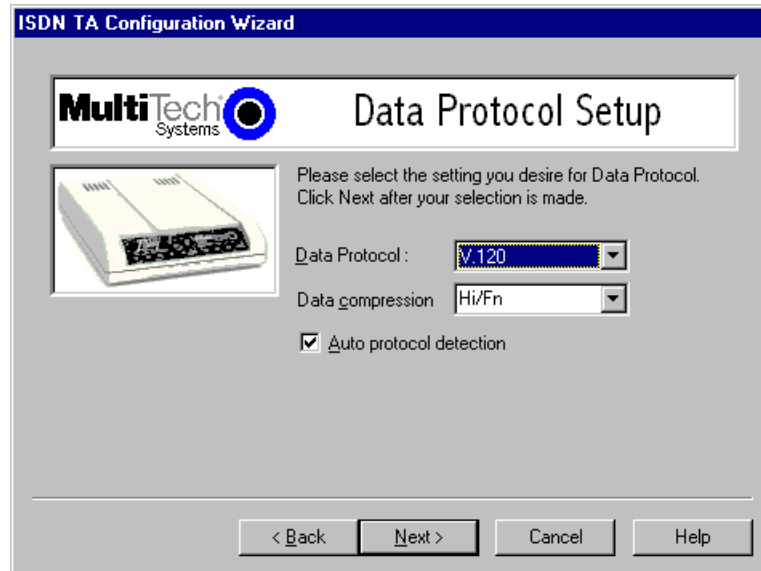 ISDN TA Configuration Wizard
MultiTech
Systems
Data Protocol Setup
Please select the setting you desire for Data Protocol.
Click Next after your selection is made.
Data Protocol : V.120
Data compression Hi/Fn
Auto protocol detection
< Back Next > Cancel Help